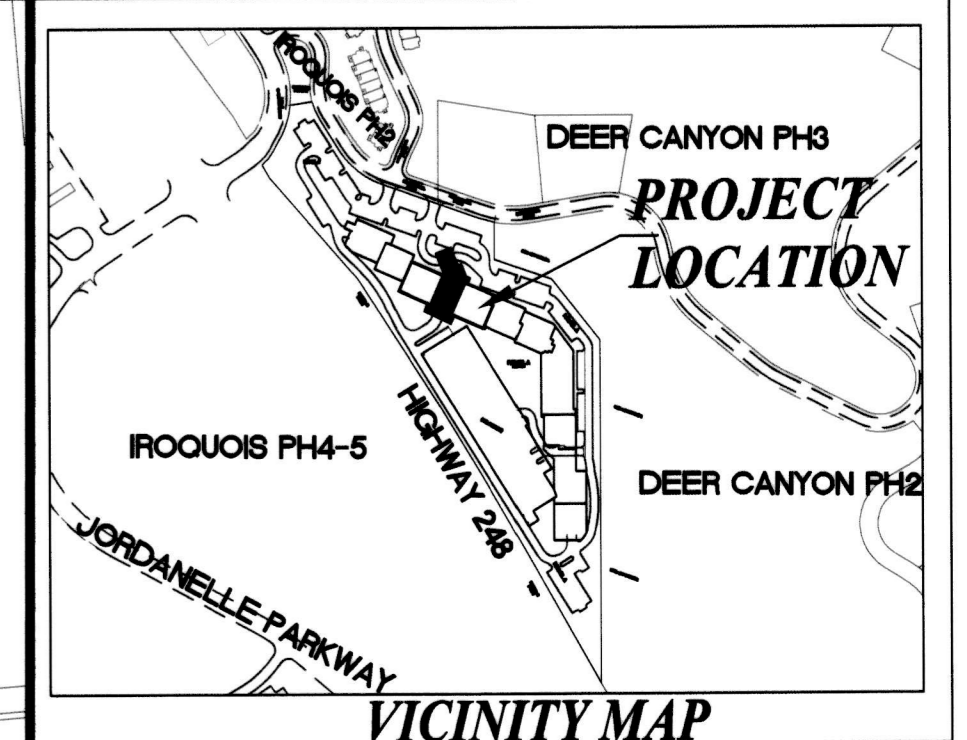 IROQUOIS PH2
DEER CANYON PH3
PROJECT
LOCATION
IROQUOIS PH4-5
HIGHWAY 248
DEER CANYON PH2
JORDANELLE PARKWAY
VICINITY MAP